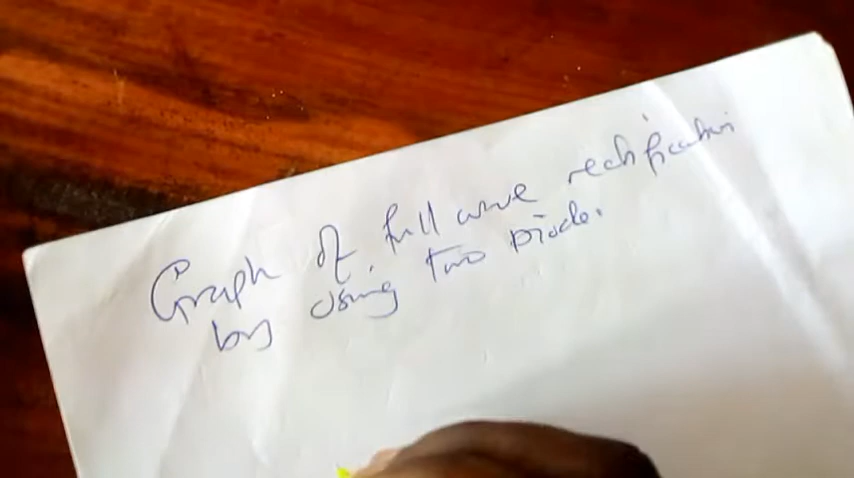 Graph of full wave rectification
by using two Diode.